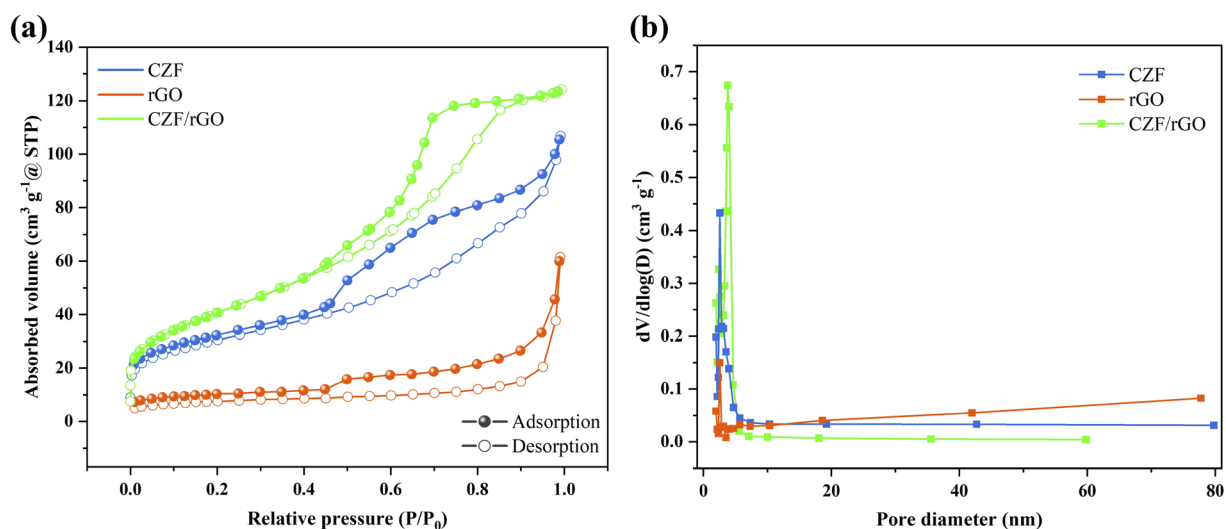 (a)
140
120
100
80
60
40
20
0
Absorbed volume (cm³ g⁻¹@ STP)
CZF
rGO
CZF/rGO
Adsorption
Desorption
0.0 0.2 0.4 0.6 0.8 1.0
Relative pressure (P/P₀)
(b)
0.7
0.6
0.5
0.4
0.3
0.2
0.1
0.0
dV/dlog(D) (cm³ g⁻¹)
CZF
rGO
CZF/rGO
0 20 40 60 80
Pore diameter (nm)